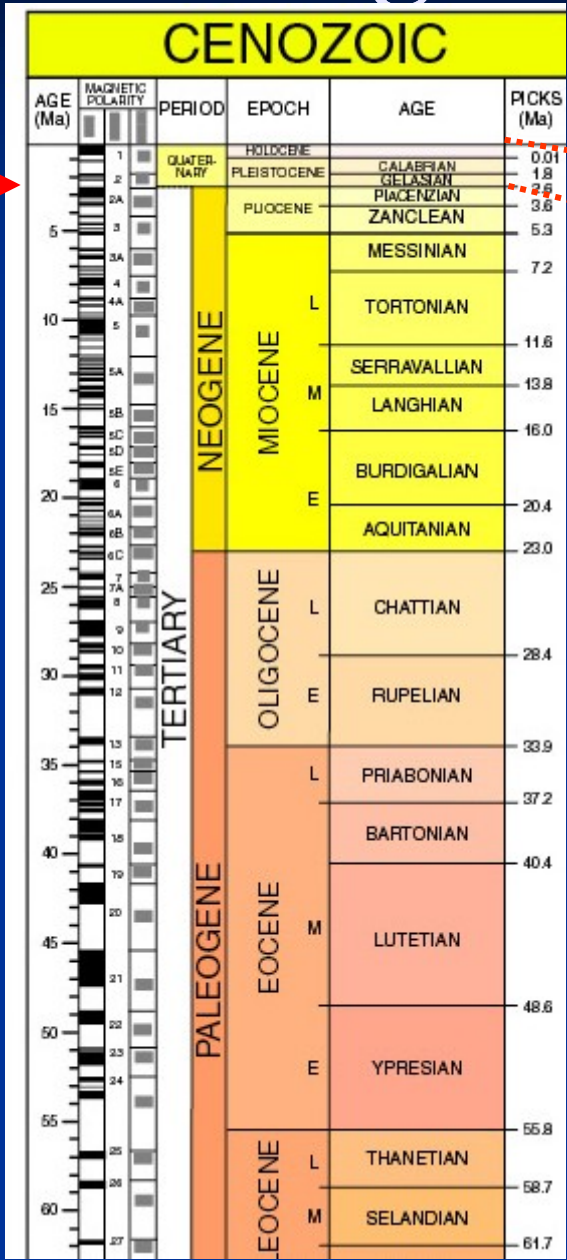 CENOZOIC
AGE (Ma)
MAGNETIC POLARITY
PERIOD
EPOCH
AGE
PICKS (Ma)
5
10
15
20
25
30
35
40
45
50
55
60
1
2
2A
3
3A
4
4A
5
5A
5B
5C
5D
5E
6
6A
6B
6C
7
7A
8
9
10
11
12
13
15
16
17
18
19
20
21
22
23
24
25
26
27
QUATER-
NARY
TERTIARY
NEOGENE
PALEOGENE
HOLOCENE
PLEISTOCENE
PLIOCENE
MIOCENE
L
M
E
OLIGOCENE
L
E
EOCENE
L
M
E
LEOCENE
L
M
CALABRIAN
GELASIAN
PIACENZIAN
ZANCLEAN
MESSINIAN
TORTONIAN
SERRAVALLIAN
LANGHIAN
BURDIGALIAN
AQUITANIAN
CHATTIAN
RUPELIAN
PRIABONIAN
BARTONIAN
LUTETIAN
YPRESIAN
THANETIAN
SELANDIAN
0.01
1.8
2.6
3.6
5.3
7.2
11.6
13.8
16.0
20.4
23.0
28.4
33.9
37.2
40.4
48.6
55.8
58.7
61.7